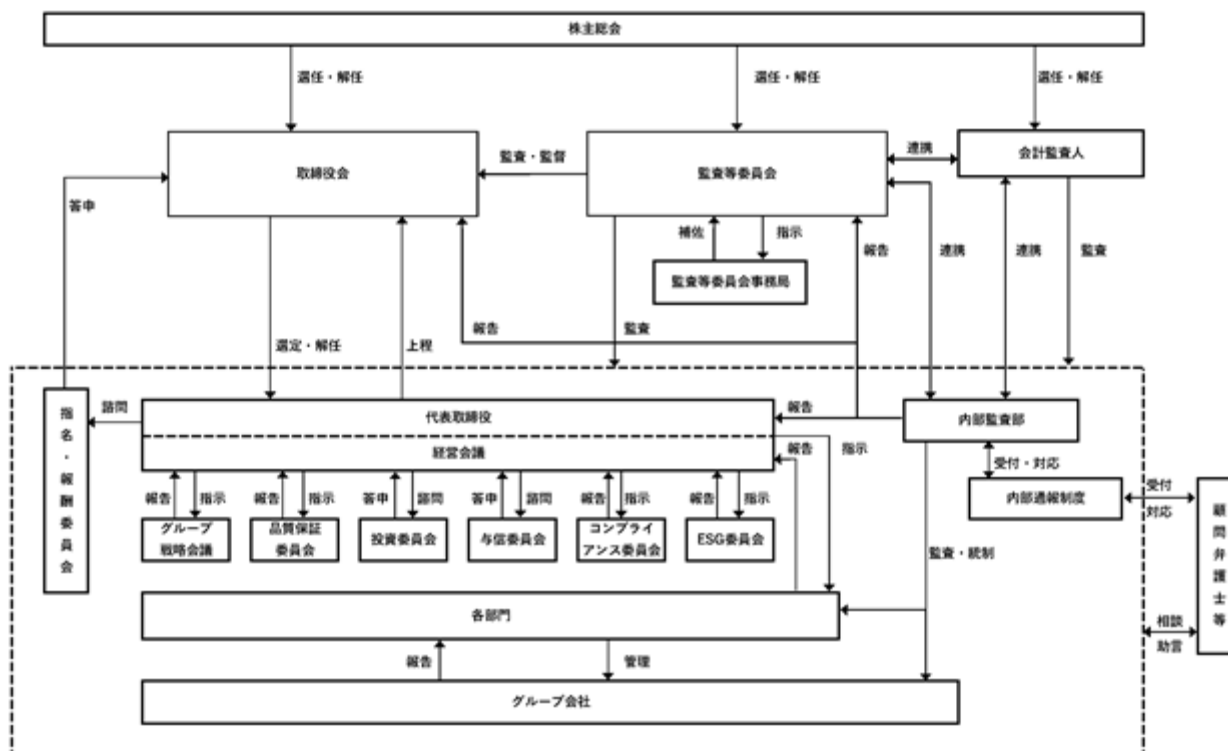 株主総会
選任・解任
選任・解任
選任・解任
取締役会
監査・監督
監査等委員会
連携
会計監査人
答申
補佐
指示
報告
連携
連携
監査
監査等委員会事務局
報告
監査
選定・解任
上程
指名・報酬委員会
諮問
代表取締役
報告
内部監査部
経営会議
報告
指示
受付・対応
報告
指示
報告
指示
答申
諮問
答申
諮問
報告
指示
報告
指示
内部通報制度
受付
対応
顧問弁護士等
グループ
戦略会議
品質保証
委員会
投資委員会
与信委員会
コンプライ
アンス委員会
ESG委員会
監査・統制
各部門
相談
助言
報告
管理
グループ会社